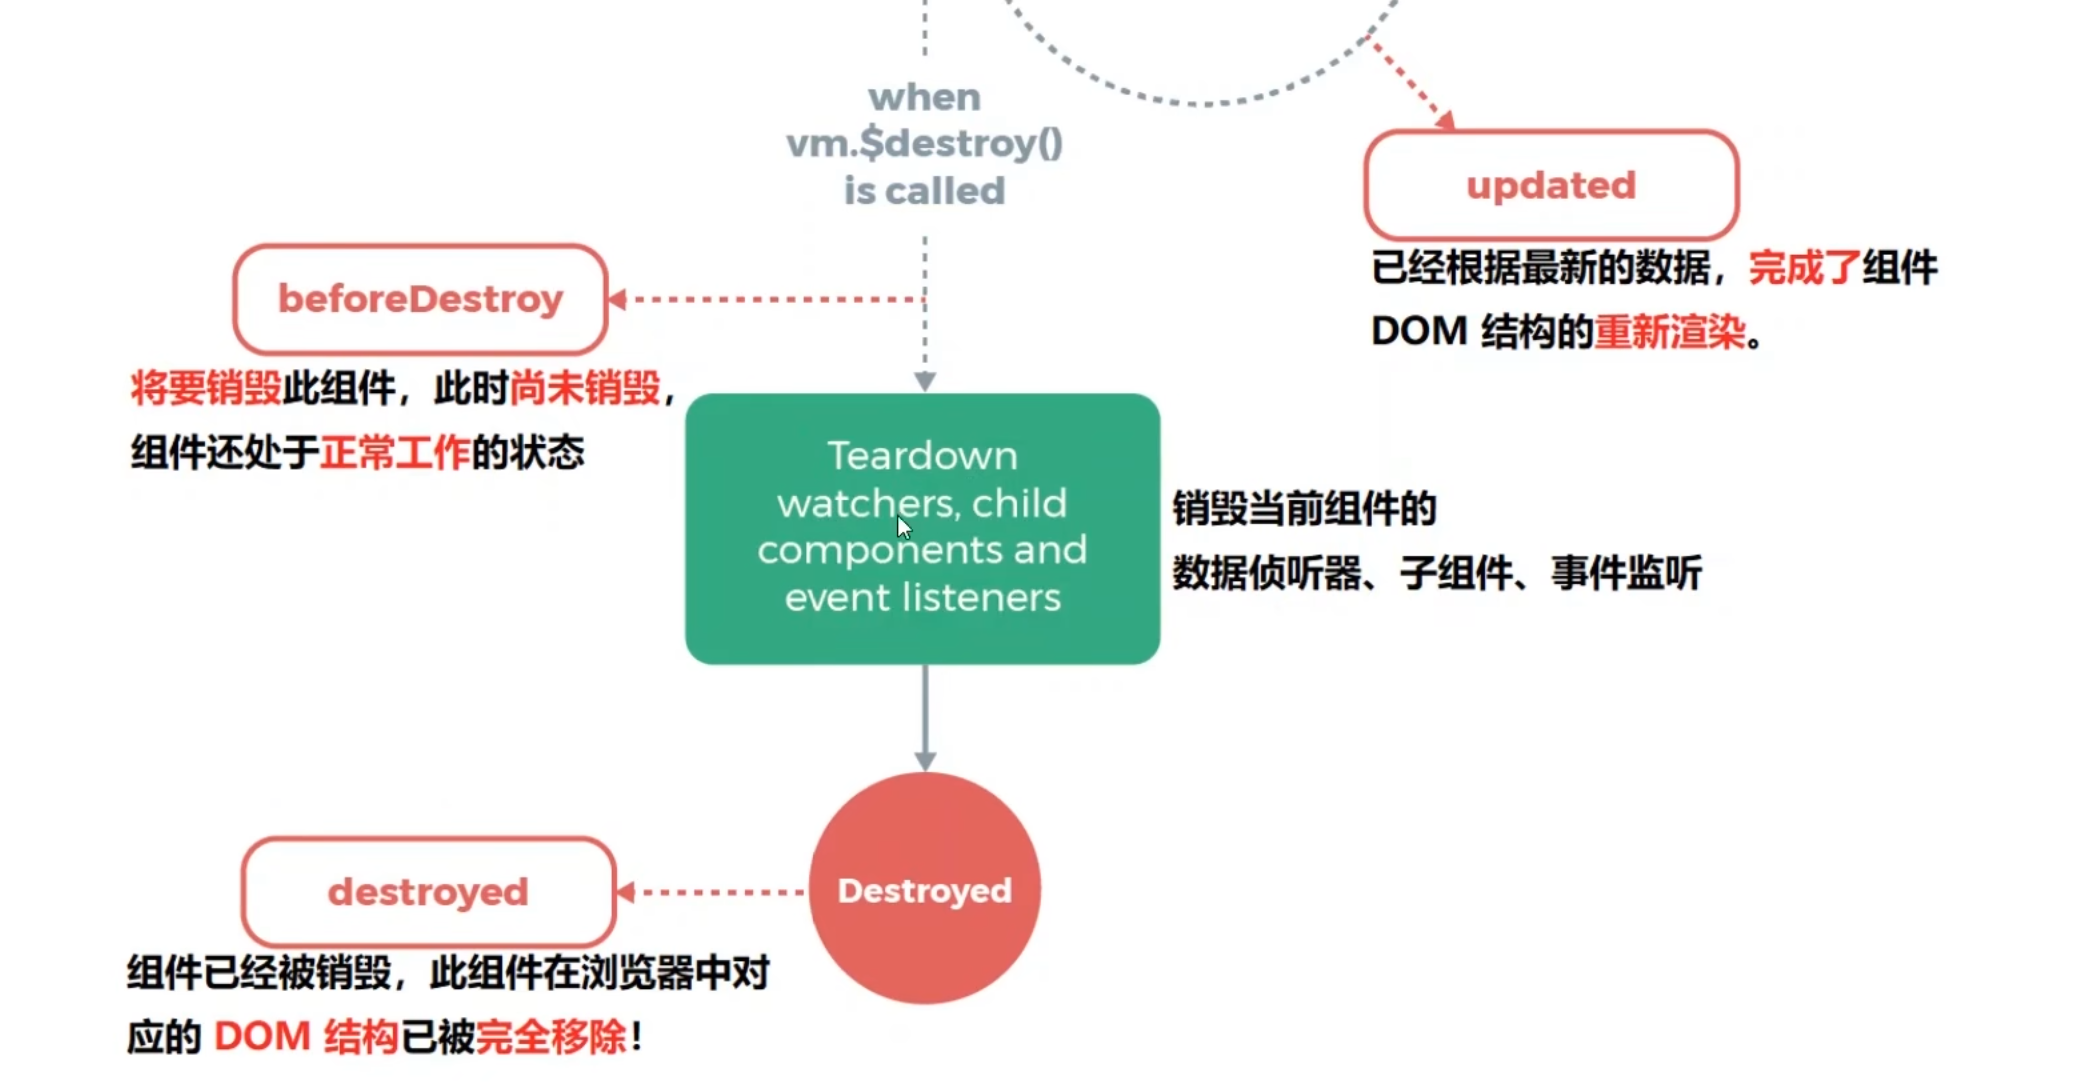 when
vm.$destroy()
is called
updated
已经根据最新的数据，完成了组件
DOM 结构的重新渲染。
beforeDestroy
将要销毁此组件，此时尚未销毁，
组件还处于正常工作的状态
Teardown
watchers, child
components and
event listeners
销毁当前组件的
数据侦听器、子组件、事件监听
destroyed
Destroyed
组件已经被销毁，此组件在浏览器中对
应的 DOM 结构已被完全移除！